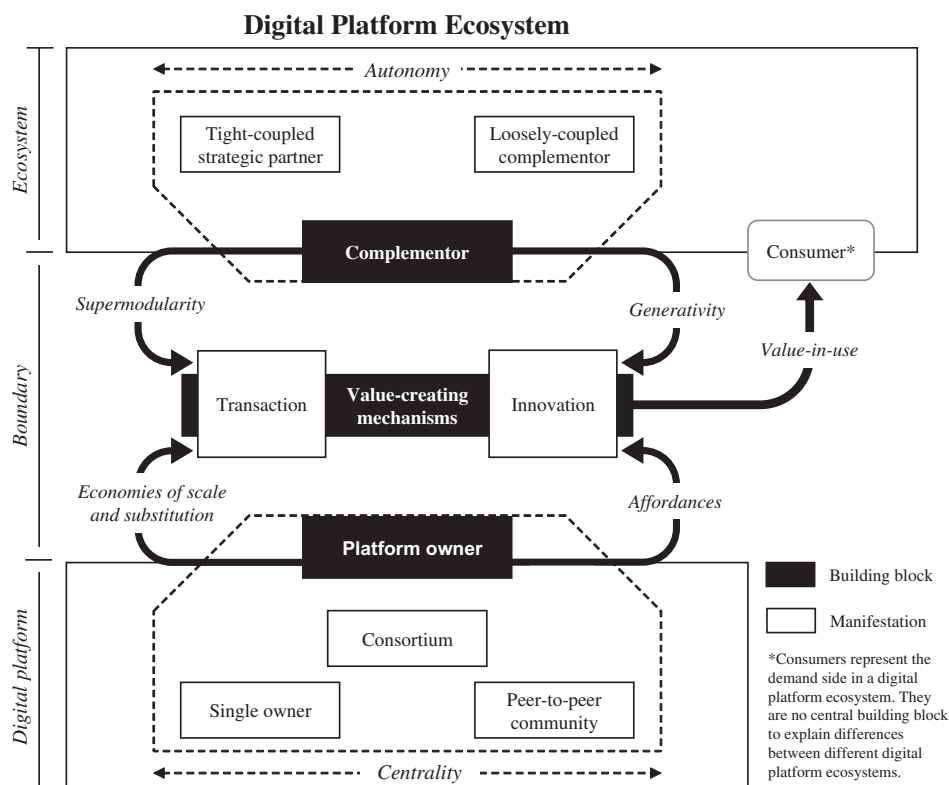 Digital Platform Ecosystem
Ecosystem
Autonomy
Tight-coupled
strategic partner
Loosely-coupled
complementor
Complementor
Consumer*
Boundary
Supermodularity
Generativity
Value-in-use
Transaction
Value-creating
mechanisms
Innovation
Economies of scale
and substitution
Affordances
Platform owner
Digital platform
Consortium
Single owner
Peer-to-peer
community
Centrality
Building block
Manifestation
*Consumers represent the
demand side in a digital
platform ecosystem. They
are no central building block
to explain differences
between different digital
platform ecosystems.